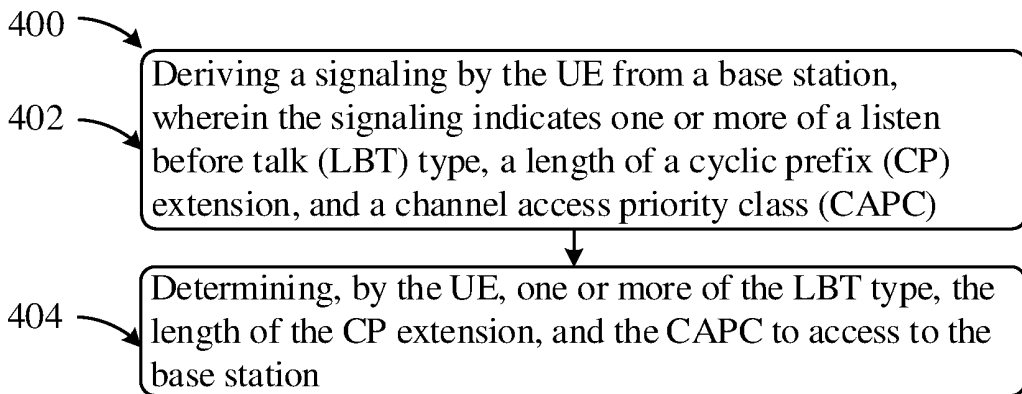 400
402
Deriving a signaling by the UE from a base station,
wherein the signaling indicates one or more of a listen
before talk (LBT) type, a length of a cyclic prefix (CP)
extension, and a channel access priority class (CAPC)
404
Determining, by the UE, one or more of the LBT type, the
length of the CP extension, and the CAPC to access to the
base station